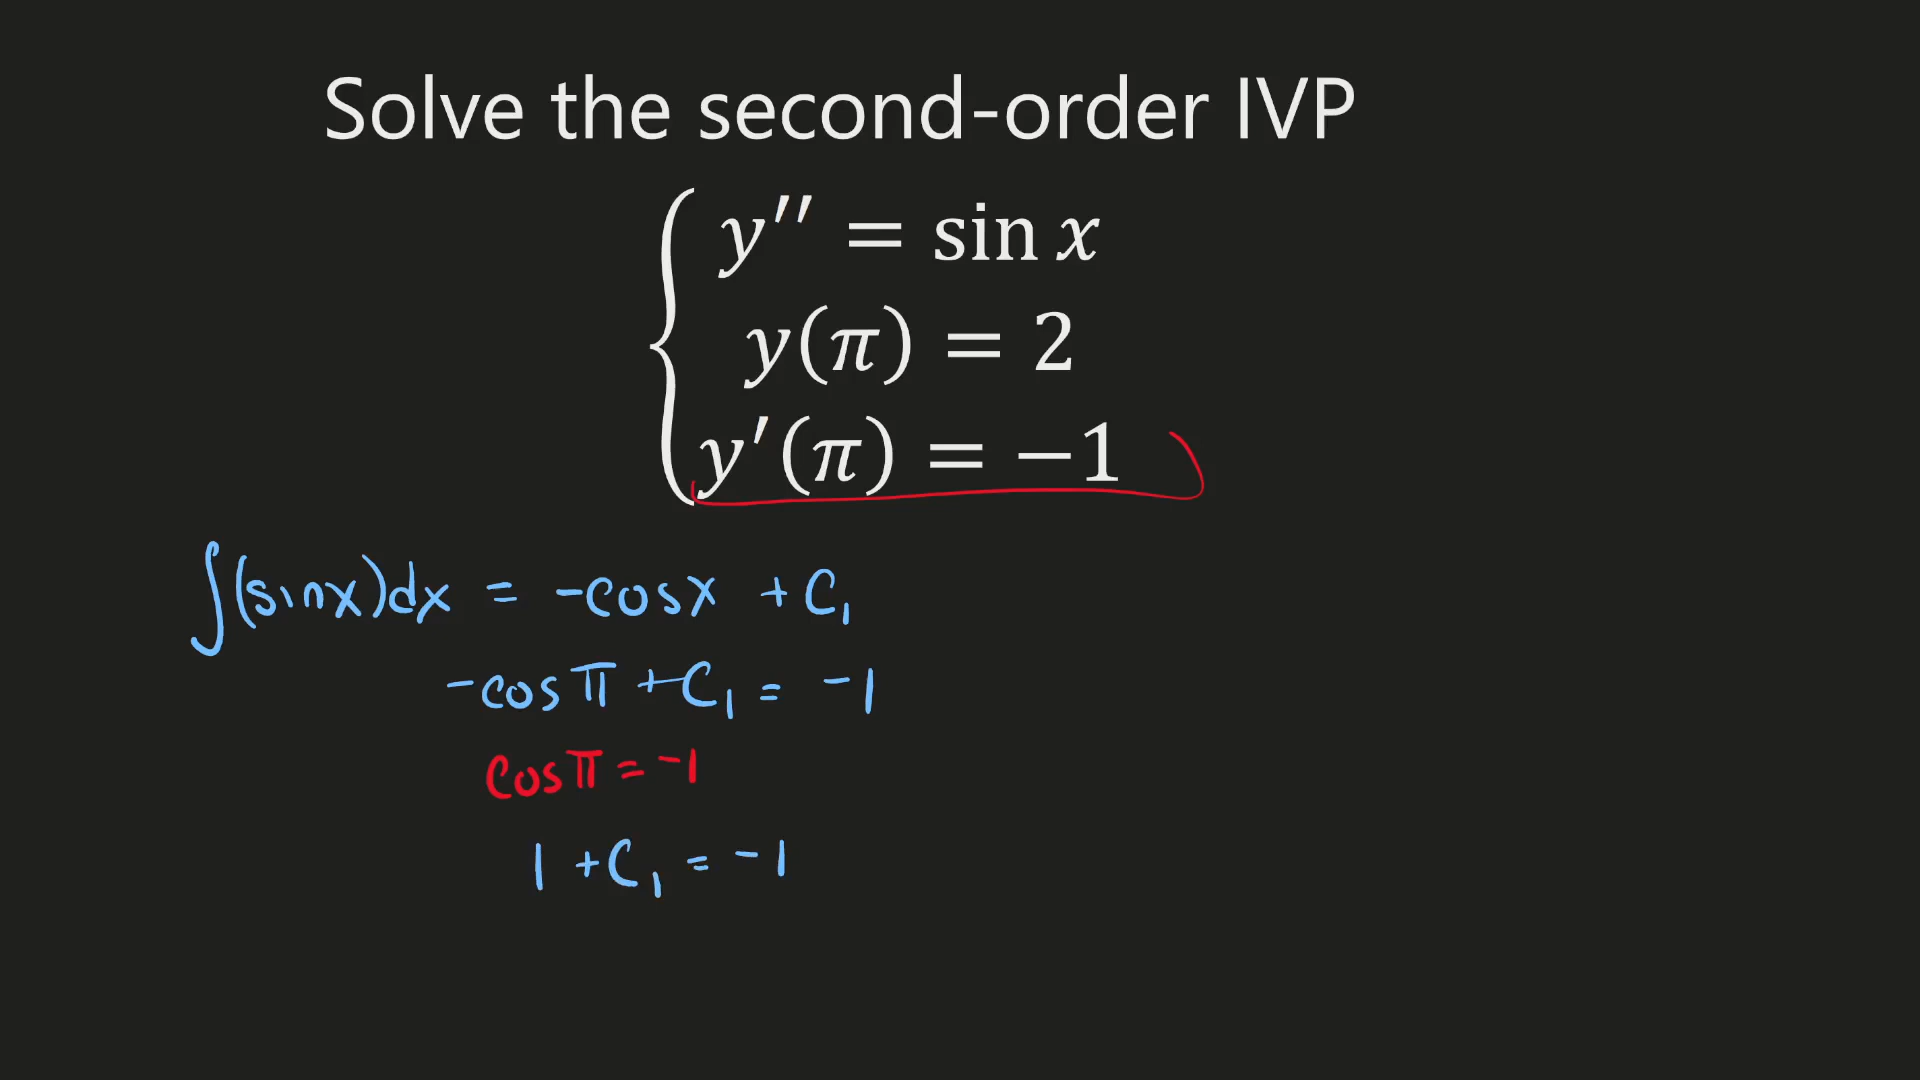 Solve the second-order IVP
y′′ = sin x
y(π) = 2
y′(π) = −1
∫(sinx)dx = -cosx + C₁
-cosπ + C₁ = -1
cosπ = -1
1 + C₁ = -1